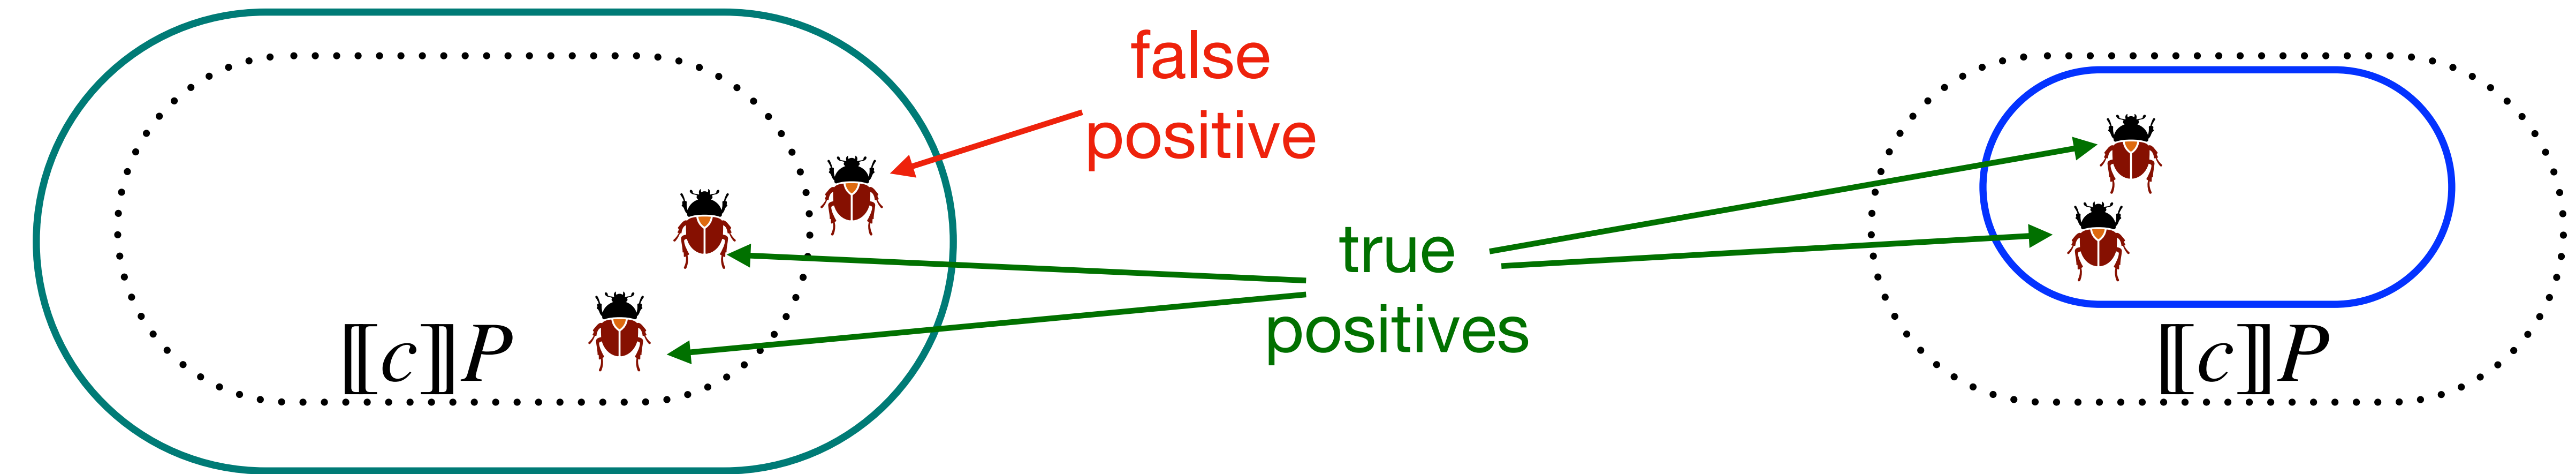 false
positive
true
positives
⟦c⟧P
⟦c⟧P